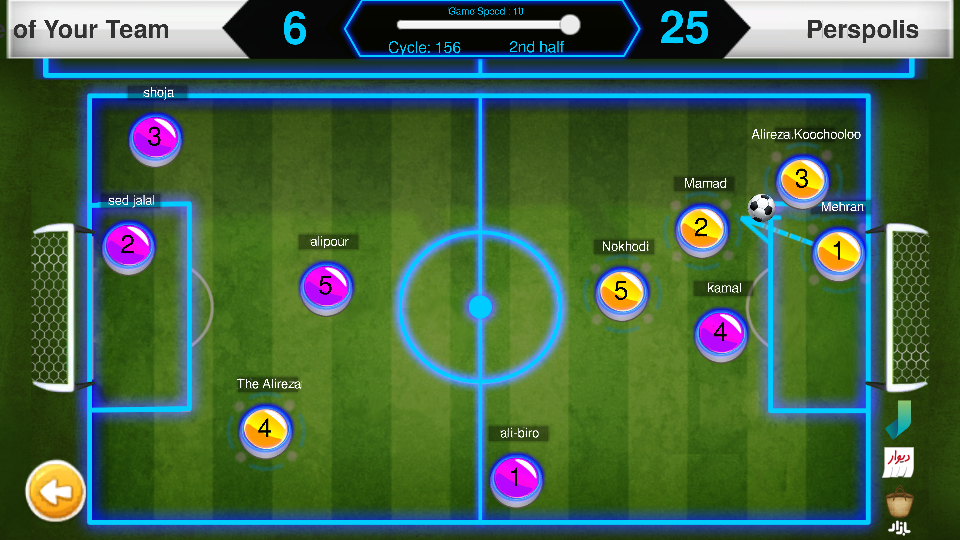 of Your Team
6
Game Speed : 10
Cycle: 156
2nd half
25
Perspolis
shoja
3
sed jalal
2
alipour
5
The Alireza
4
ali-biro
1
Nokhodi
5
Mamad
2
kamal
4
Alireza.Koochooloo
3
Mehran
1
دیوار
بازار